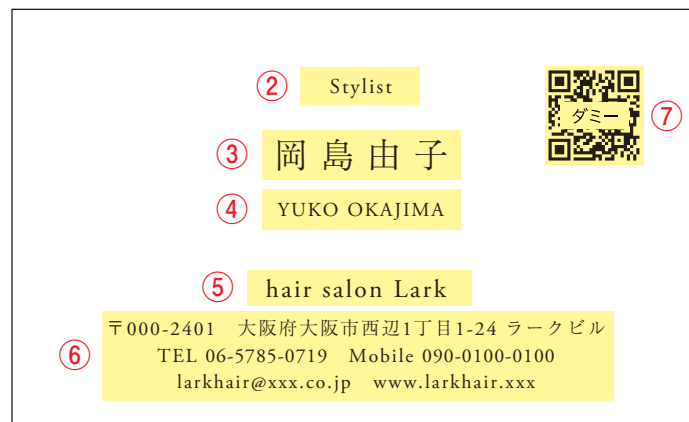 ② Stylist
ダミー ⑦
③ 岡島由子
④ YUKO OKAJIMA
⑤ hair salon Lark
⑥ 〒000-2401　大阪府大阪市西辺1丁目1-24 ラークビル
TEL 06-5785-0719　Mobile 090-0100-0100
larkhair@xxx.co.jp　www.larkhair.xxx